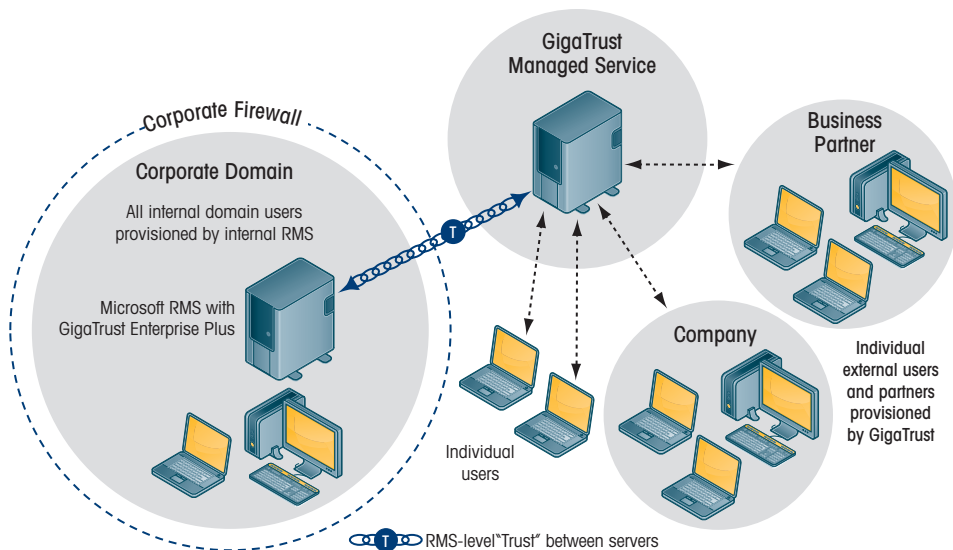 GigaTrust
Managed Service
Corporate Firewall
Corporate Domain
All internal domain users
provisioned by internal RMS
Microsoft RMS with
GigaTrust Enterprise Plus
T
Business
Partner
Company
Individual
users
Individual
external users
and partners
provisioned
by GigaTrust
T RMS-level"Trust" between servers